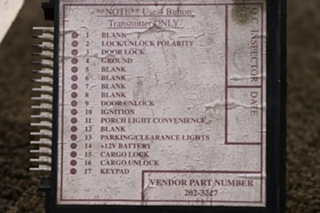 **NOTE** Use 4 Button
Transmitter ONLY
1 BLANK
2 LOCK/UNLOCK POLARITY
3 DOOR LOCK
4 GROUND
5 BLANK
6 BLANK
7 BLANK
8 BLANK
9 DOOR UNLOCK
10 IGNITION
11 PORCH LIGHT CONVENIENCE
12 BLANK
13 PARKING/CLEARANCE LIGHTS
14 +12V BATTERY
15 CARGO LOCK
16 CARGO UNLOCK
17 KEYPAD
Q.C. INSPECTOR DATE
VENDOR PART NUMBER
202-3227